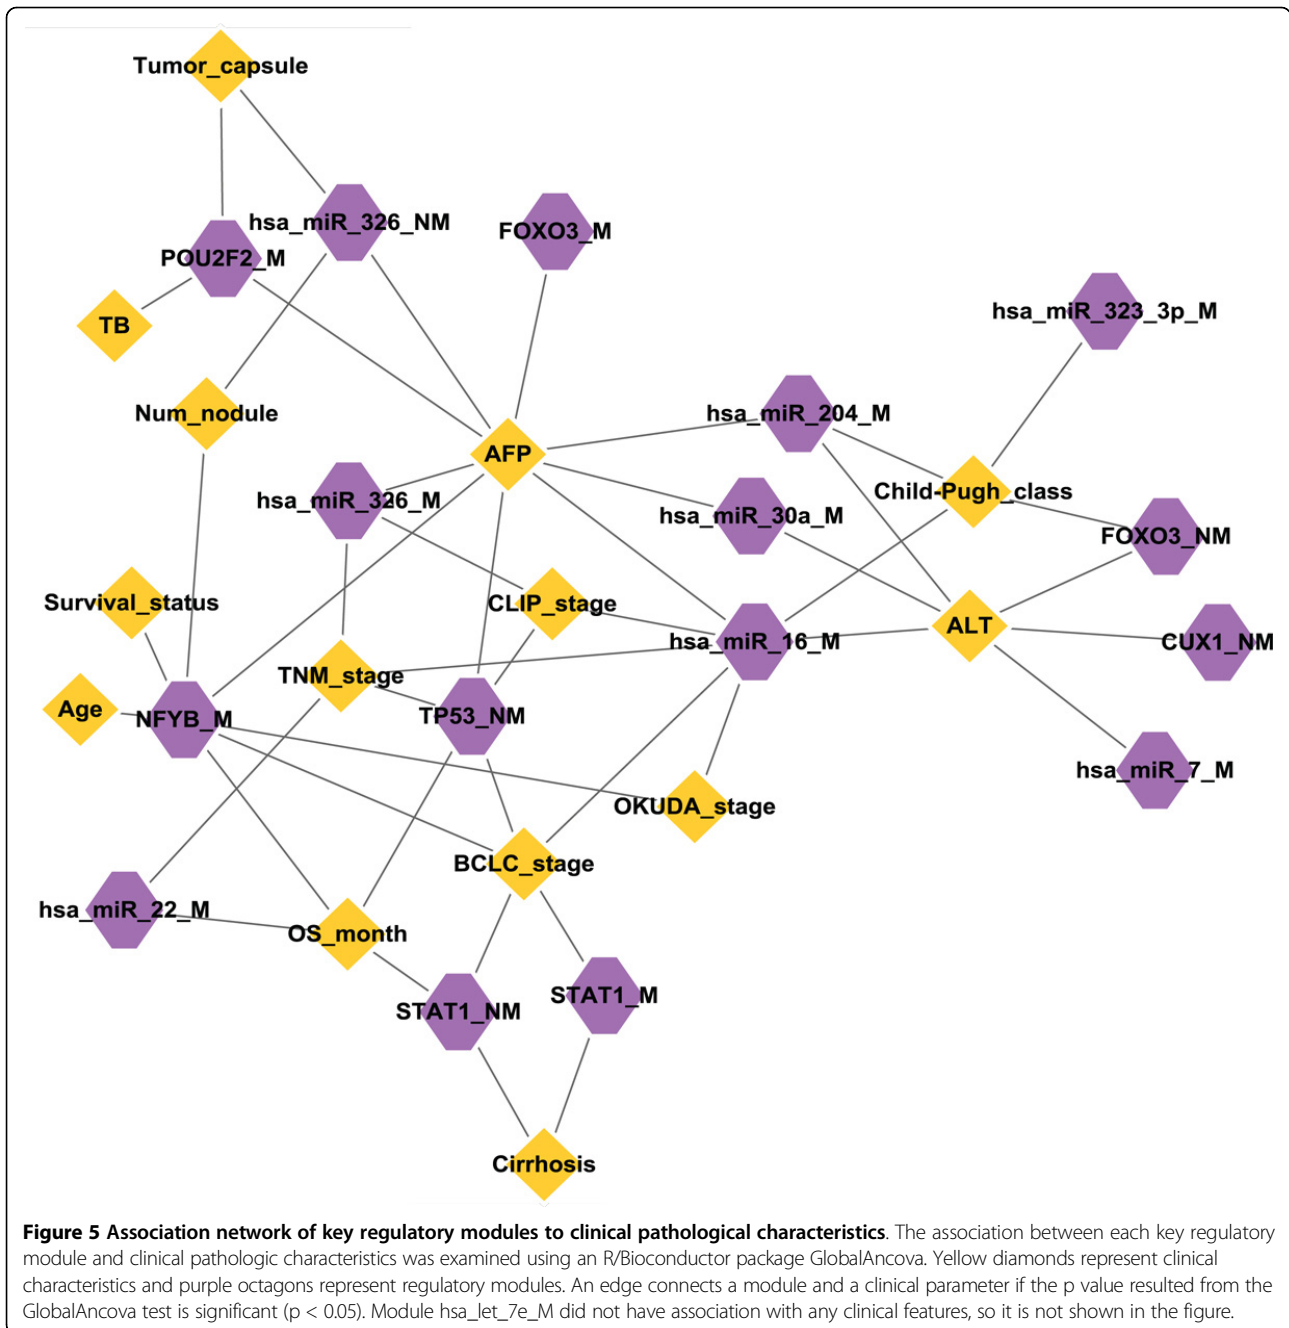 Tumor_capsule
hsa_miR_326_NM
FOXO3_M
POU2F2_M
hsa_miR_323_3p_M
TB
Num_nodule
hsa_miR_204_M
AFP
Child-Pugh_class
hsa_miR_326_M
hsa_miR_30a_M
FOXO3_NM
Survival_status
CLIP_stage
ALT
hsa_miR_16_M
CUX1_NM
TNM_stage
Age
NFYB_M
TP53_NM
hsa_miR_7_M
OKUDA_stage
BCLC_stage
hsa_miR_22_M
OS_month
STAT1_M
STAT1_NM
Cirrhosis
Figure 5 Association network of key regulatory modules to clinical pathological characteristics. The association between each key regulatory
module and clinical pathologic characteristics was examined using an R/Bioconductor package GlobalAncova. Yellow diamonds represent clinical
characteristics and purple octagons represent regulatory modules. An edge connects a module and a clinical parameter if the p value resulted from the
GlobalAncova test is significant (p < 0.05). Module hsa_let_7e_M did not have association with any clinical features, so it is not shown in the figure.